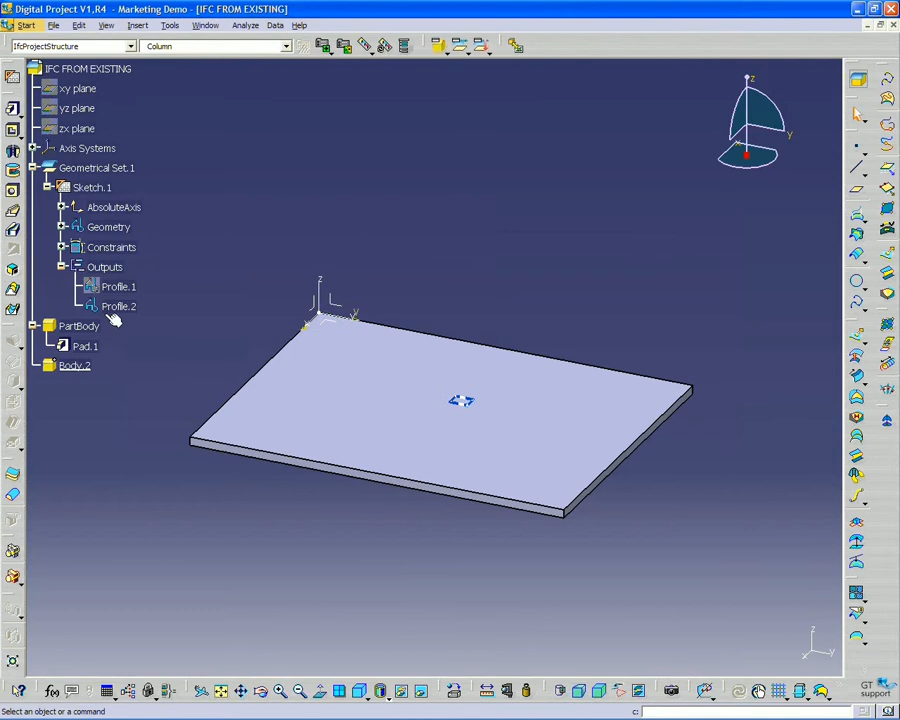 Digital Project V1,R4 - Marketing Demo - [IFC FROM EXISTING]
Start File Edit View Insert Tools Window Analyze Data Help
IfcProjectStructure Column
IFC FROM EXISTING
xy plane
yz plane
zx plane
Axis Systems
Geometrical Set.1
Sketch.1
AbsoluteAxis
Geometry
Constraints
Outputs
Profile.1
Profile.2
PartBody
Pad.1
Body.2
z
y
x
z
y
z
y
x
f(x)
GT
support
Select an object or a command
c: